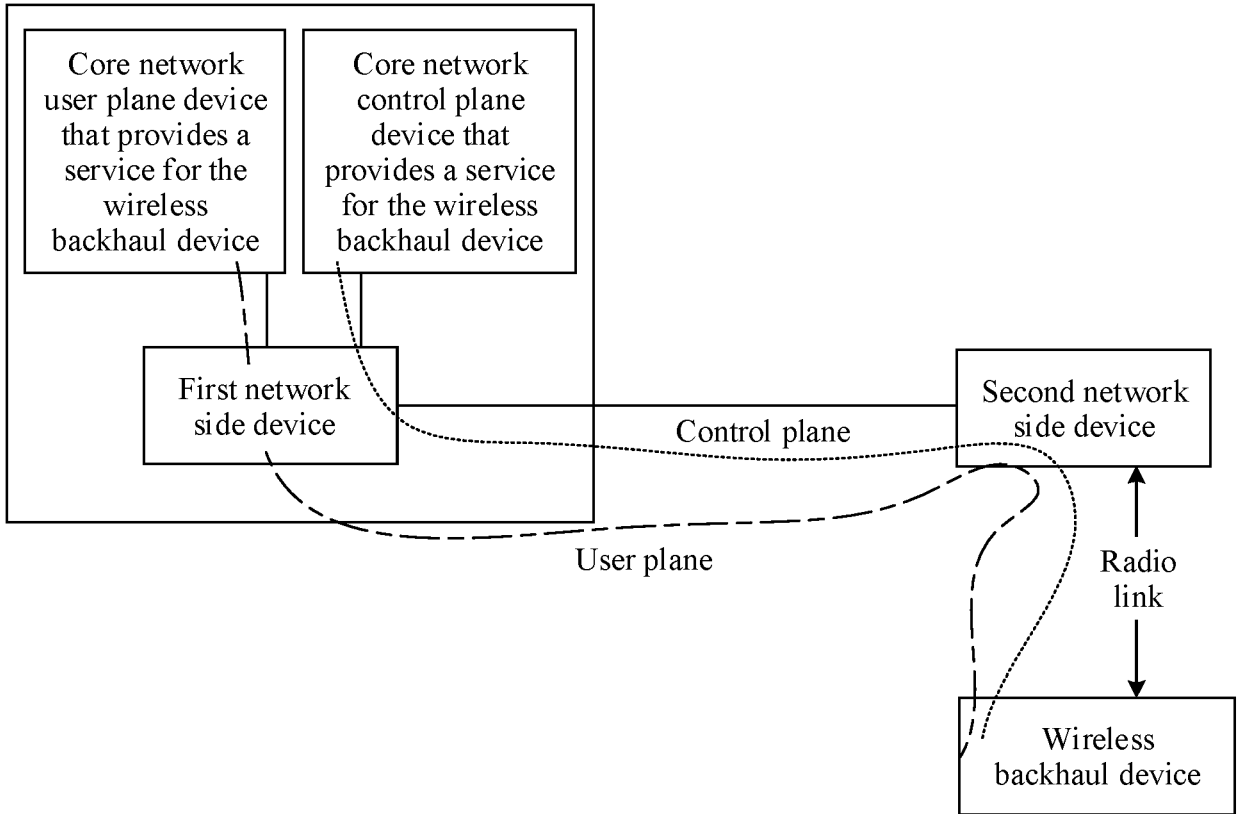 Core network
user plane device
that provides a
service for the
wireless
backhaul device
Core network
control plane
device that
provides a service
for the wireless
backhaul device
First network
side device
Second network
side device
Control plane
User plane
Radio
link
Wireless
backhaul device